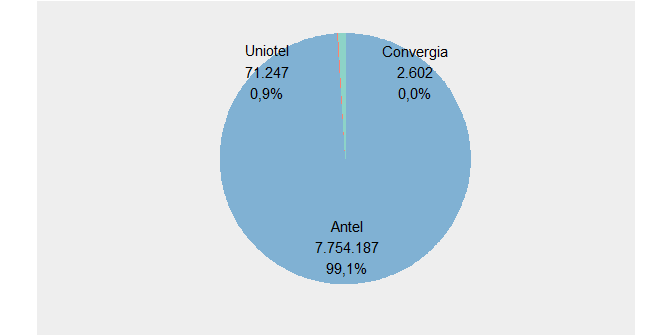 Uniotel
71.247
0,9%
Convergia
2.602
0,0%
Antel
7.754.187
99,1%